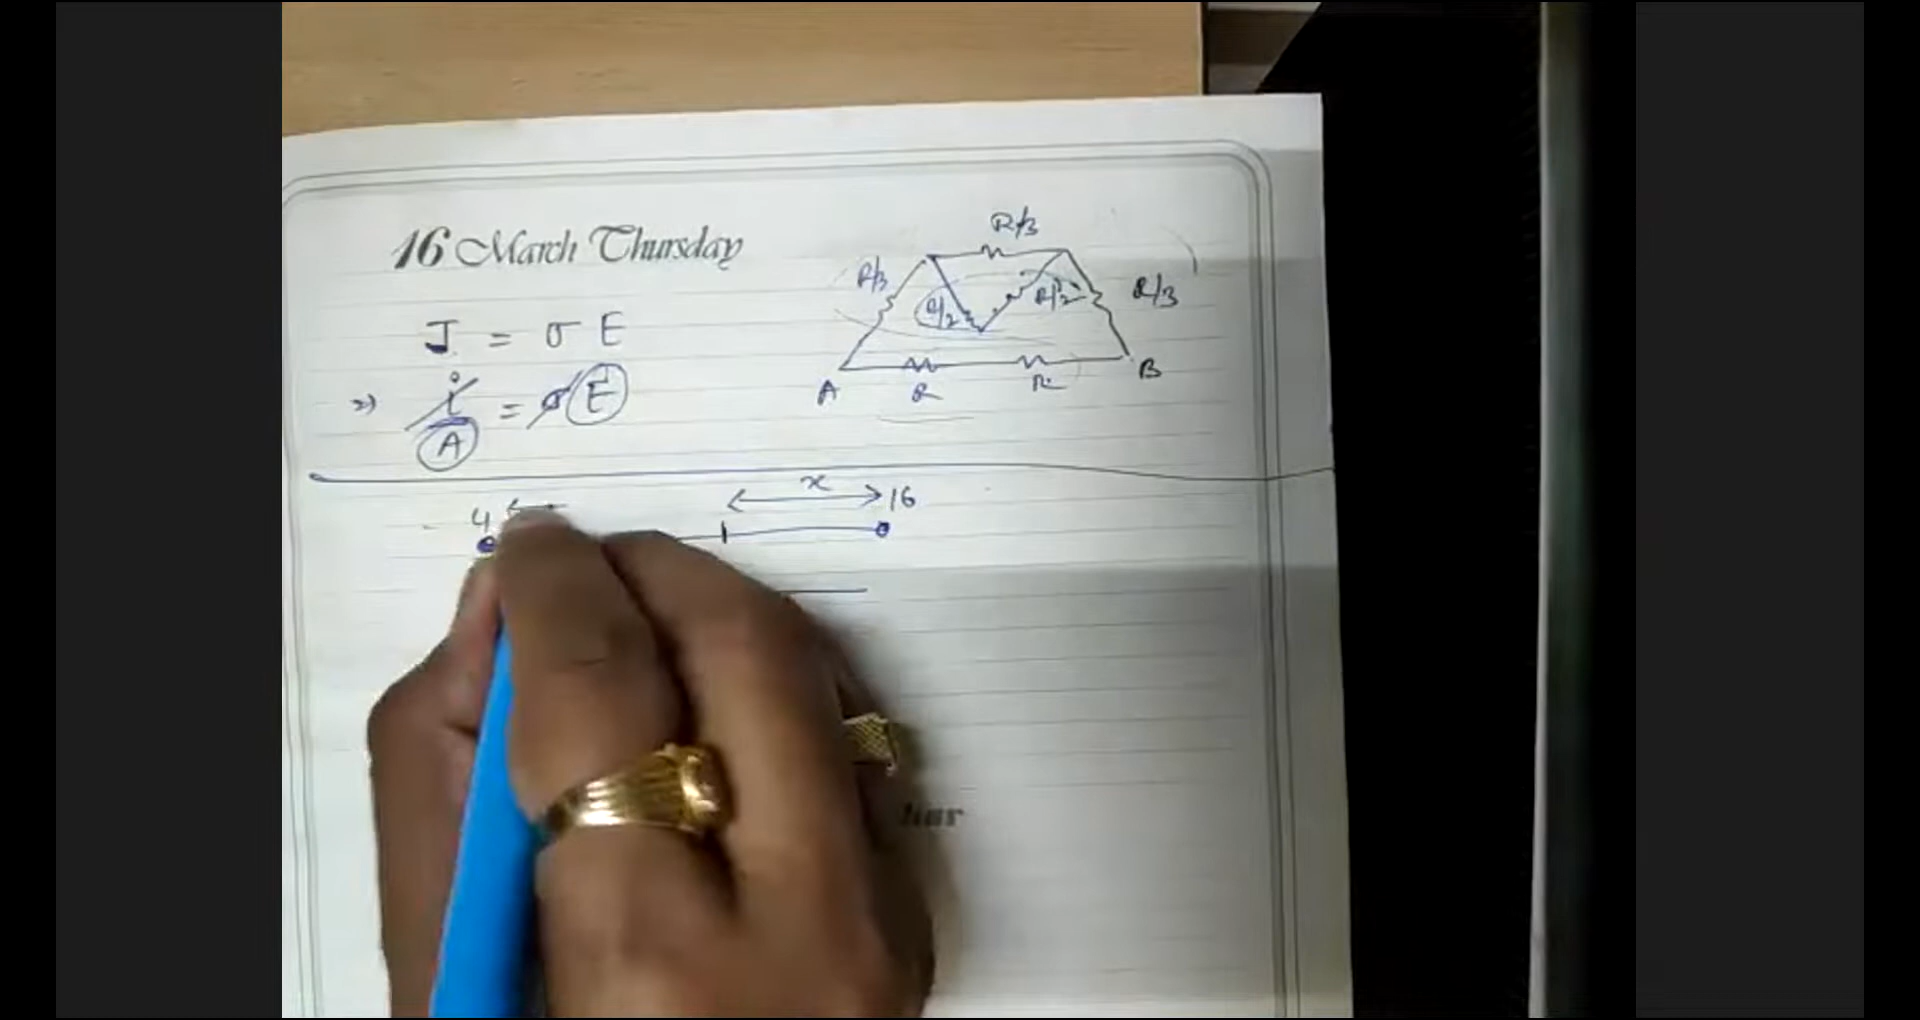 16 March Thursday
J = σ E
⇒ i/A = σ E
R/3
R/3
R/3
R/2
R/2
A
R
R
B
x
4
16